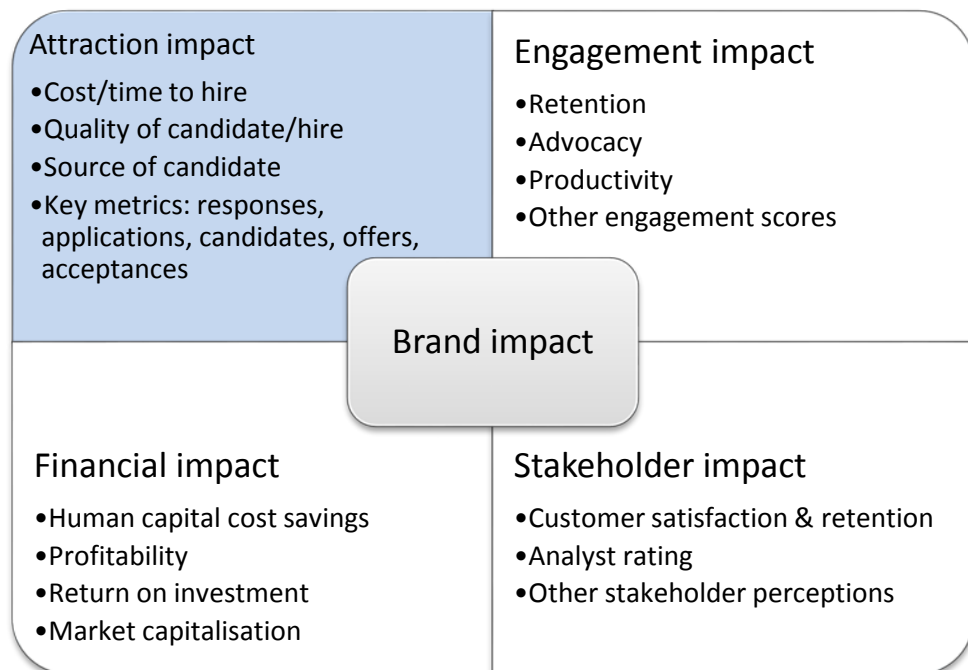 Attraction impact
•Cost/time to hire
•Quality of candidate/hire
•Source of candidate
•Key metrics: responses,
applications, candidates, offers,
acceptances
Engagement impact
•Retention
•Advocacy
•Productivity
•Other engagement scores
Brand impact
Financial impact
•Human capital cost savings
•Profitability
•Return on investment
•Market capitalisation
Stakeholder impact
•Customer satisfaction & retention
•Analyst rating
•Other stakeholder perceptions